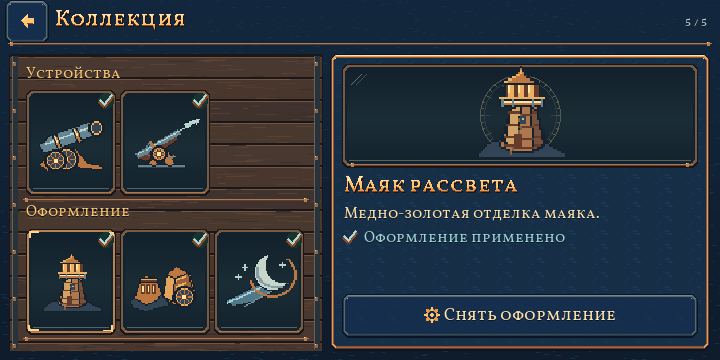 Коллекция
5 / 5
Устройства
Оформление
Маяк рассвета
Медно-золотая отделка маяка.
Оформление применено
Снять оформление